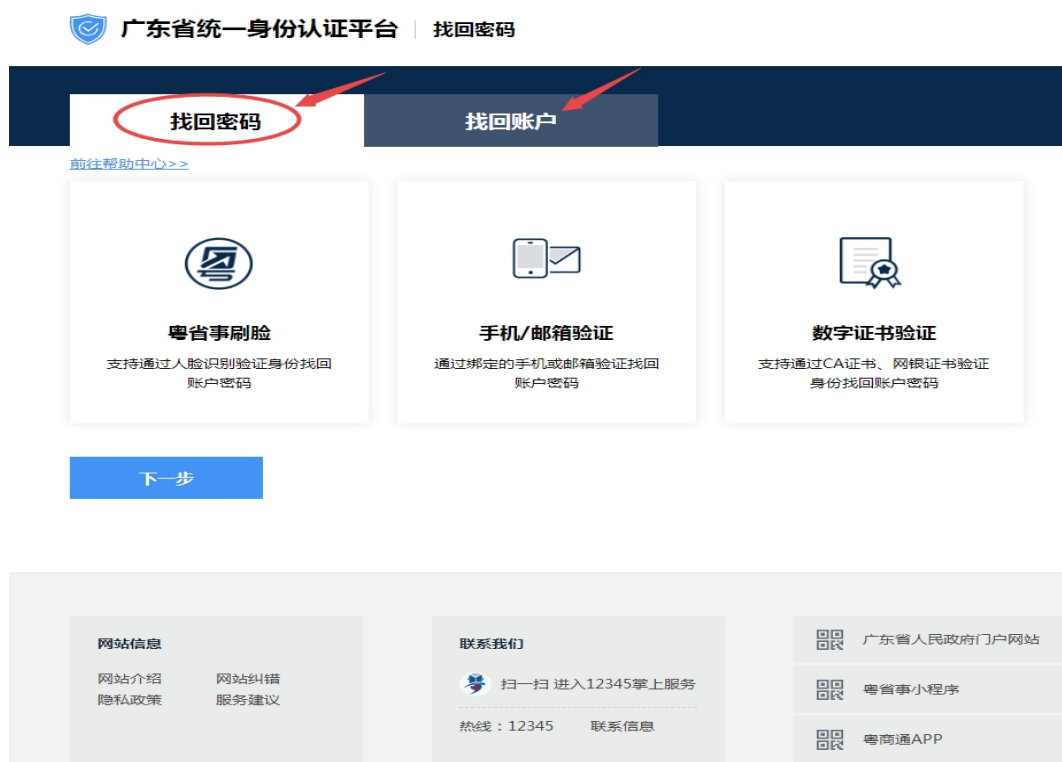 广东省统一身份认证平台 找回密码
找回密码 找回账户
前往帮助中心>>
粤省事刷脸
支持通过人脸识别验证身份找回
账户密码
手机/邮箱验证
通过绑定的手机或邮箱验证找回
账户密码
数字证书验证
支持通过CA证书、网银证书验证
身份找回账户密码
下一步
网站信息
网站介绍 网站纠错
隐私政策 服务建议
联系我们
扫一扫 进入12345掌上服务
热线：12345 联系信息
广东省人民政府门户网站
粤省事小程序
粤商通APP